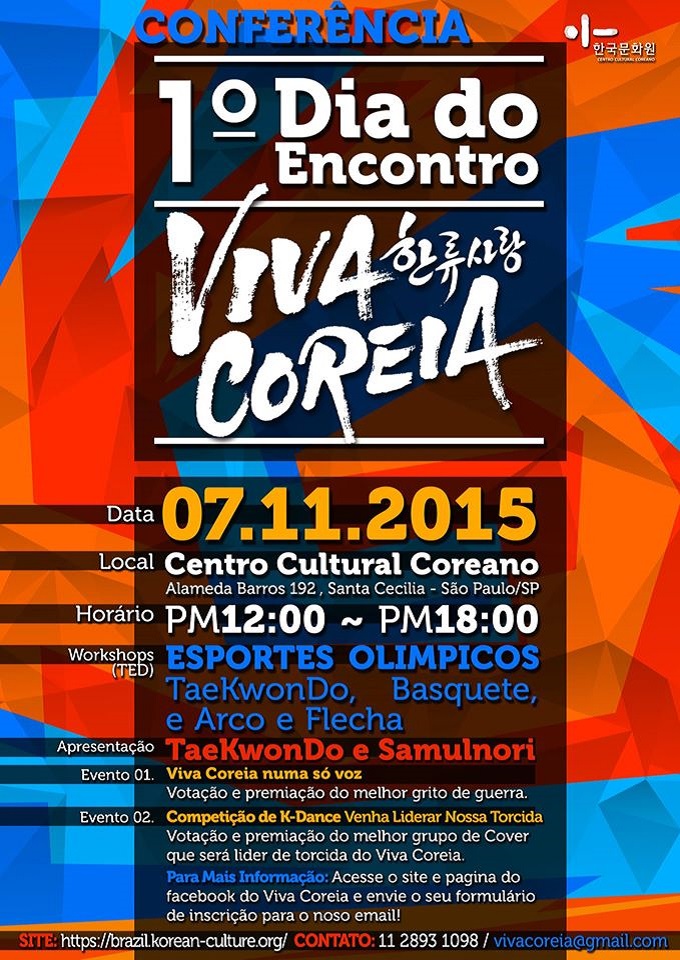 CONFERÊNCIA
한국문화원
CENTRO CULTURAL COREANO
1º Dia do
Encontro
VIVA 한류사랑
COREIA
Data 07.11.2015
Local Centro Cultural Coreano
Alameda Barros 192 , Santa Cecilia - São Paulo/SP
Horário PM12:00 ~ PM18:00
Workshops (TED) ESPORTES OLIMPICOS
TaeKwonDo, Basquete,
e Arco e Flecha
Apresentação TaeKwonDo e Samulnori
Evento 01. Viva Coreia numa só voz
Votação e premiação do melhor grito de guerra.
Evento 02. Competição de K-Dance Venha Liderar Nossa Torcida
Votação e premiação do melhor grupo de Cover
que será lider de torcida do Viva Coreia.
Para Mais Informação: Acesse o site e pagina do
facebook do Viva Coreia e envie o seu formulário
de inscrição para o noso email!
SITE: https://brazil.korean-culture.org/ CONTATO: 11 2893 1098 / vivacoreia@gmail.com